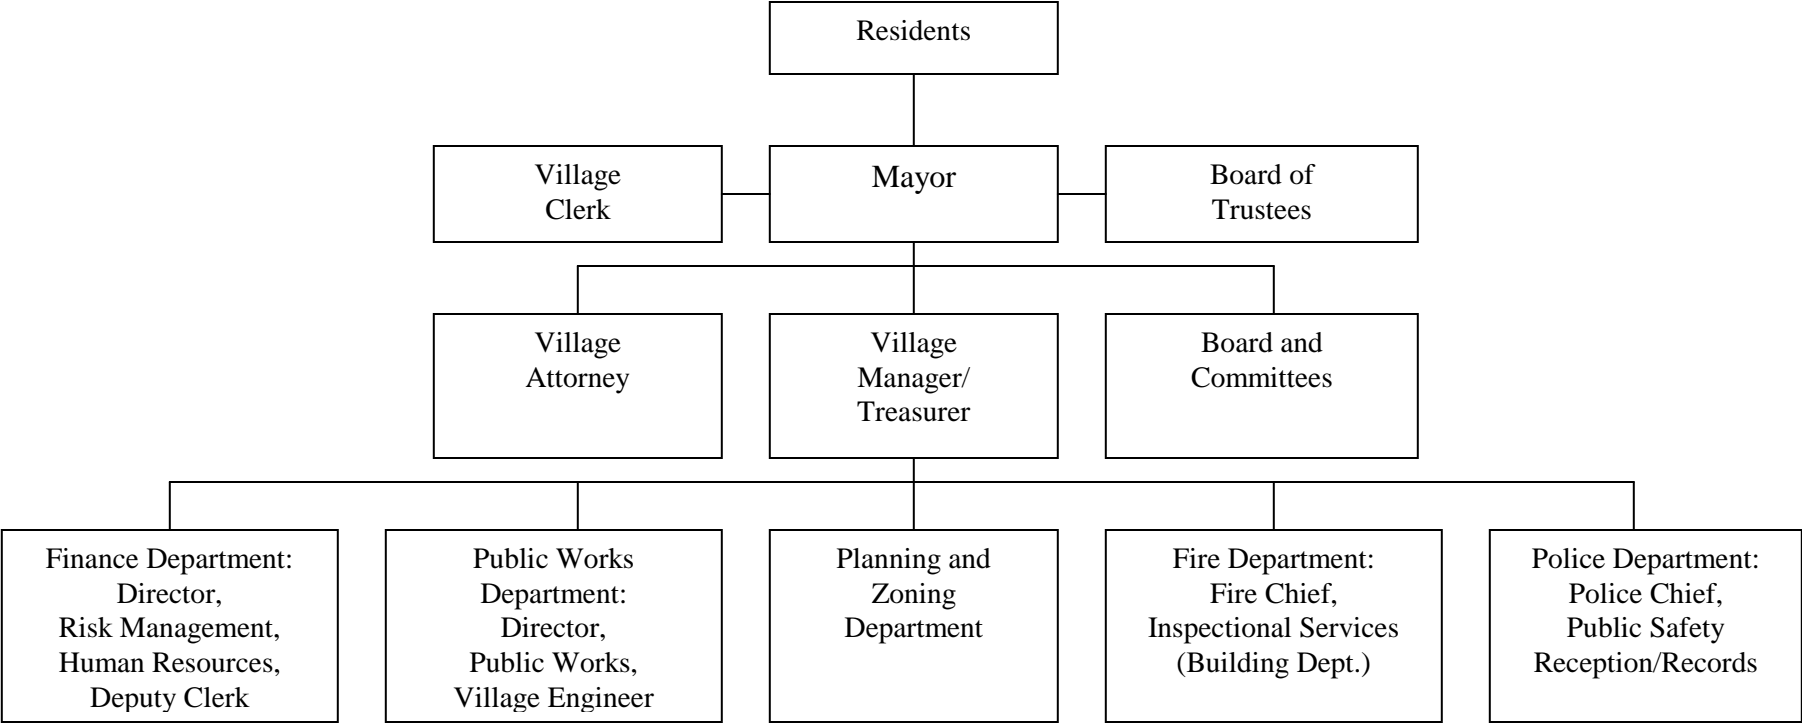 Residents
Village
Clerk
Mayor
Board of
Trustees
Village
Attorney
Village
Manager/
Treasurer
Board and
Committees
Finance Department:
Director,
Risk Management,
Human Resources,
Deputy Clerk
Public Works
Department:
Director,
Public Works,
Village Engineer
Planning and
Zoning
Department
Fire Department:
Fire Chief,
Inspectional Services
(Building Dept.)
Police Department:
Police Chief,
Public Safety
Reception/Records